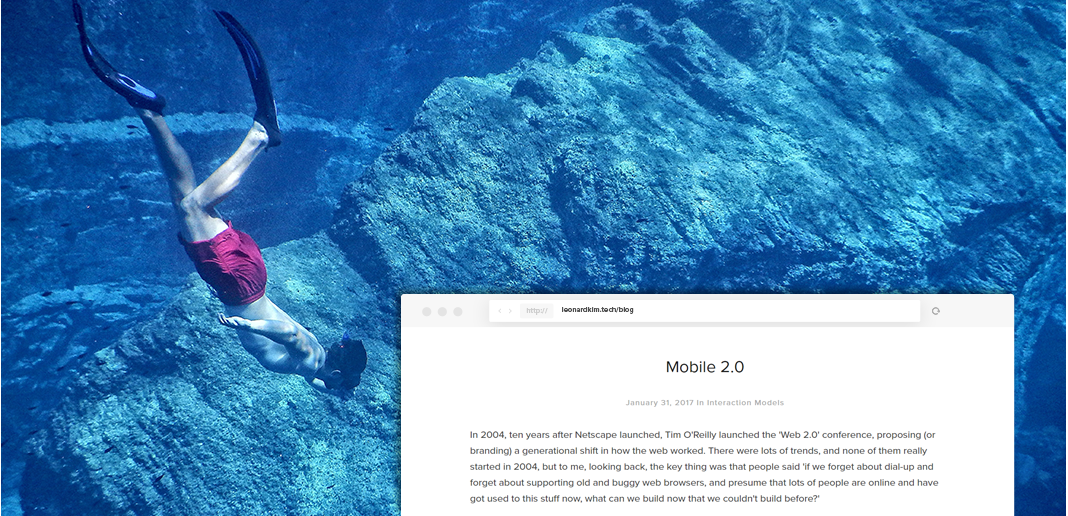 http://
leonardkim.tech/blog
Mobile 2.0
January 31, 2017 In Interaction Models
In 2004, ten years after Netscape launched, Tim O'Reilly launched the 'Web 2.0' conference, proposing (or
branding) a generational shift in how the web worked. There were lots of trends, and none of them really
started in 2004, but to me, looking back, the key thing was that people said 'if we forget about dial-up and
forget about supporting old and buggy web browsers, and presume that lots of people are online and have
got used to this stuff now, what can we build now that we couldn't build before?'